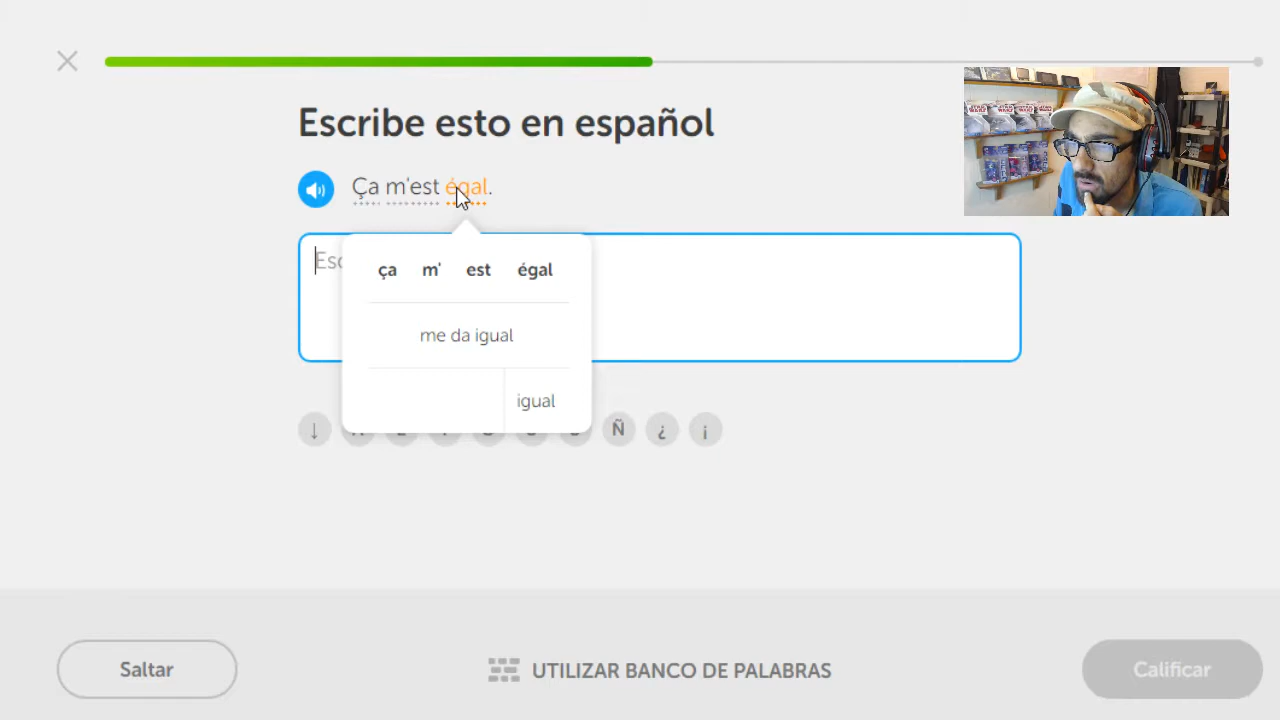 Escribe esto en español
Ça m'est égal.
Esc
ça m' est égal
me da igual
igual
↓ Ñ ¿ ¡
Saltar
UTILIZAR BANCO DE PALABRAS
Calificar